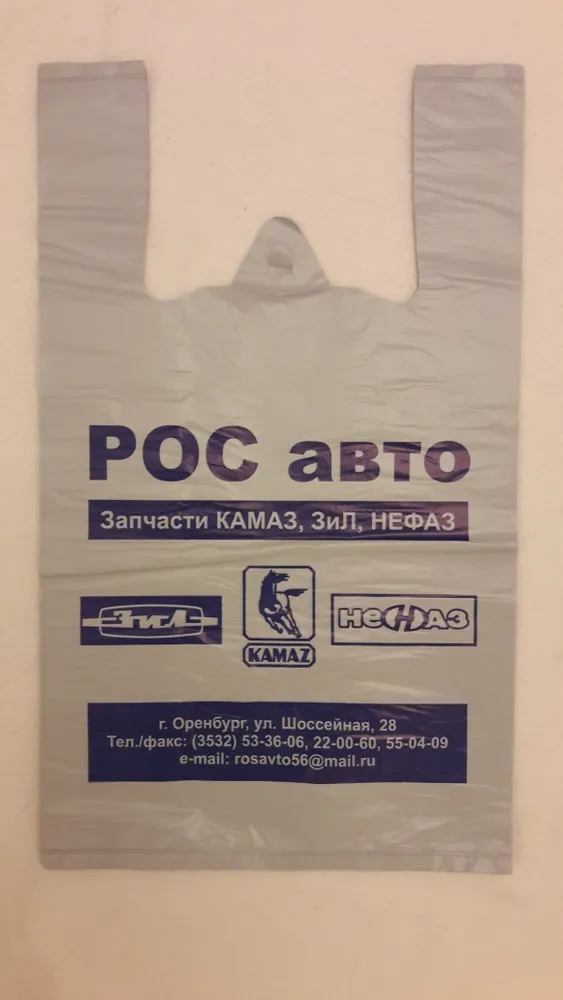 РОС авто
Запчасти КАМАЗ, ЗиЛ, НЕФАЗ
ЗиЛ
KAMAZ
НеФАЗ
г. Оренбург, ул. Шоссейная, 28
Тел./факс: (3532) 53-36-06, 22-00-60, 55-04-09
e-mail: rosavto56@mail.ru